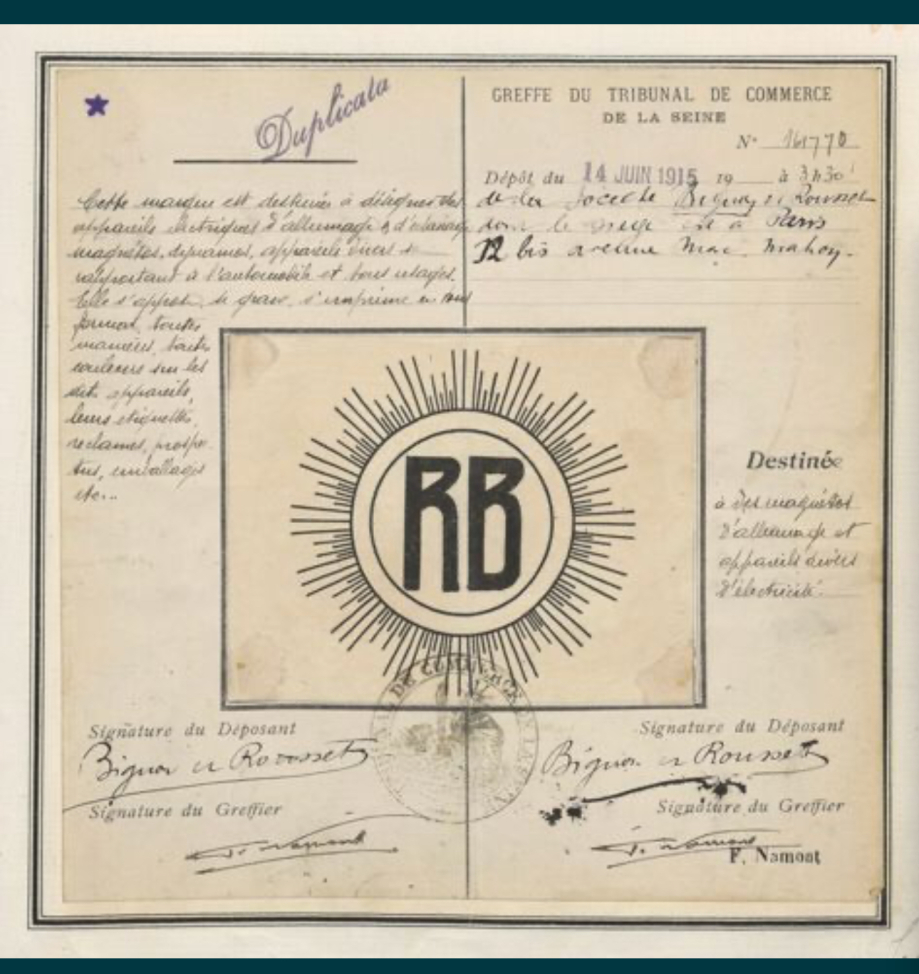 Duplicata
Cette marque est destinée à désigner des
appareils électriques d'allumage & d'éclairage
magnétos, dynamos, appareils divers se
rapportant à l'automobile et tous usages.
Elle s'appose, se grave, s'imprime en tous
formats, toutes
manières, toutes
couleurs sur les
dits appareils,
leurs étiquettes,
réclames, prospec-
tus, emballages
etc...
GREFFE DU TRIBUNAL DE COMMERCE
DE LA SEINE
N° 161770
Dépôt du 14 JUIN 1915 19 à 3h30
de la Société Bignon & Rousset
dont le siège est à Paris
12 bis avenue Mac Mahon.
RB
Destinée
à des magnétos
d'allumage et
appareils divers
d'électricité.
Signature du Déposant
Bignon et Rousset
Signature du Greffier
Signature du Déposant
Bignon et Rousset
Signature du Greffier
F. Namont